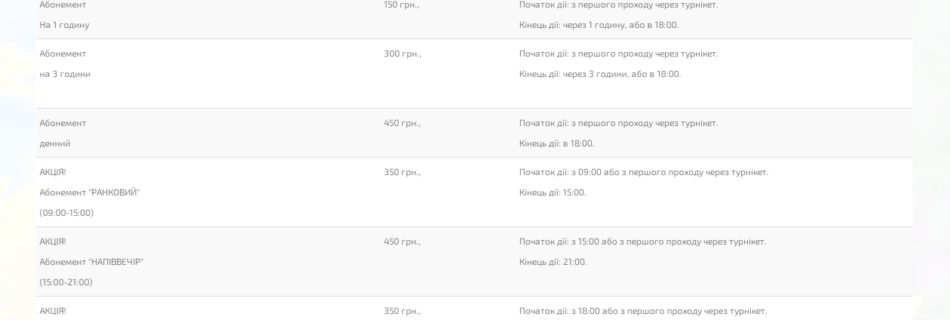 Абонемент 150 грн., Початок дії: з першого проходу через турнікет.
На 1 годину Кінець дії: через 1 годину, або в 18:00.
Абонемент 300 грн., Початок дії: з першого проходу через турнікет.
на 3 години Кінець дії: через 3 години, або в 18:00.
Абонемент 450 грн., Початок дії: з першого проходу через турнікет.
денний Кінець дії: в 18:00.
АКЦІЯ! 350 грн., Початок дії: з 09:00 або з першого проходу через турнікет.
Абонемент "РАНКОВИЙ" Кінець дії: 15:00.
(09:00-15:00)
АКЦІЯ! 450 грн., Початок дії: з 15:00 або з першого проходу через турнікет.
Абонемент "НАПІВВЕЧІР" Кінець дії: 21:00.
(15:00-21:00)
АКЦІЯ! 350 грн., Початок дії: з 18:00 або з першого проходу через турнікет.